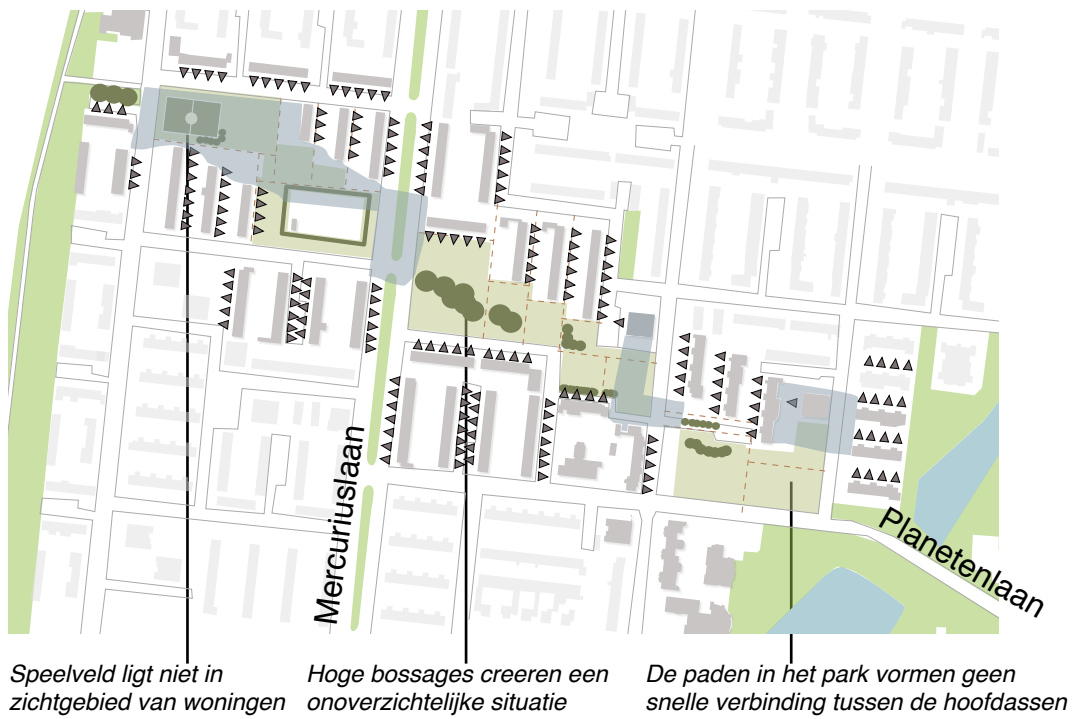 Mercuriuslaan
Planetenlaan
Speelveld ligt niet in
zichtgebied van woningen
Hoge bossages creeren een
onoverzichtelijke situatie
De paden in het park vormen geen
snelle verbinding tussen de hoofdassen